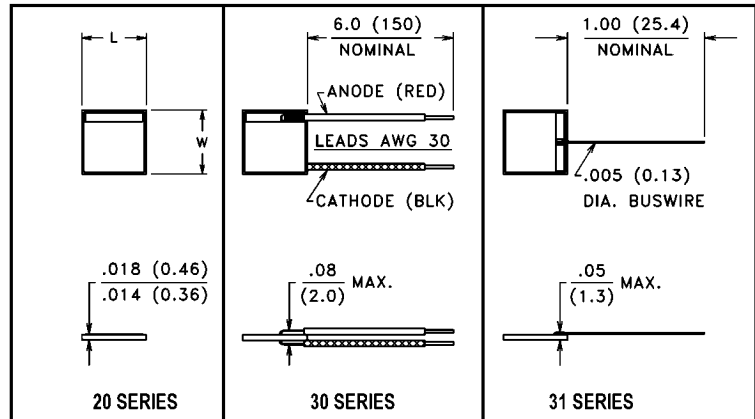 L
W
.018 (0.46)
.014 (0.36)
20 SERIES
6.0 (150)
NOMINAL
ANODE (RED)
LEADS AWG 30
CATHODE (BLK)
.08
(2.0)
MAX.
30 SERIES
1.00 (25.4)
NOMINAL
.005 (0.13)
DIA. BUSWIRE
.05
(1.3)
MAX.
31 SERIES